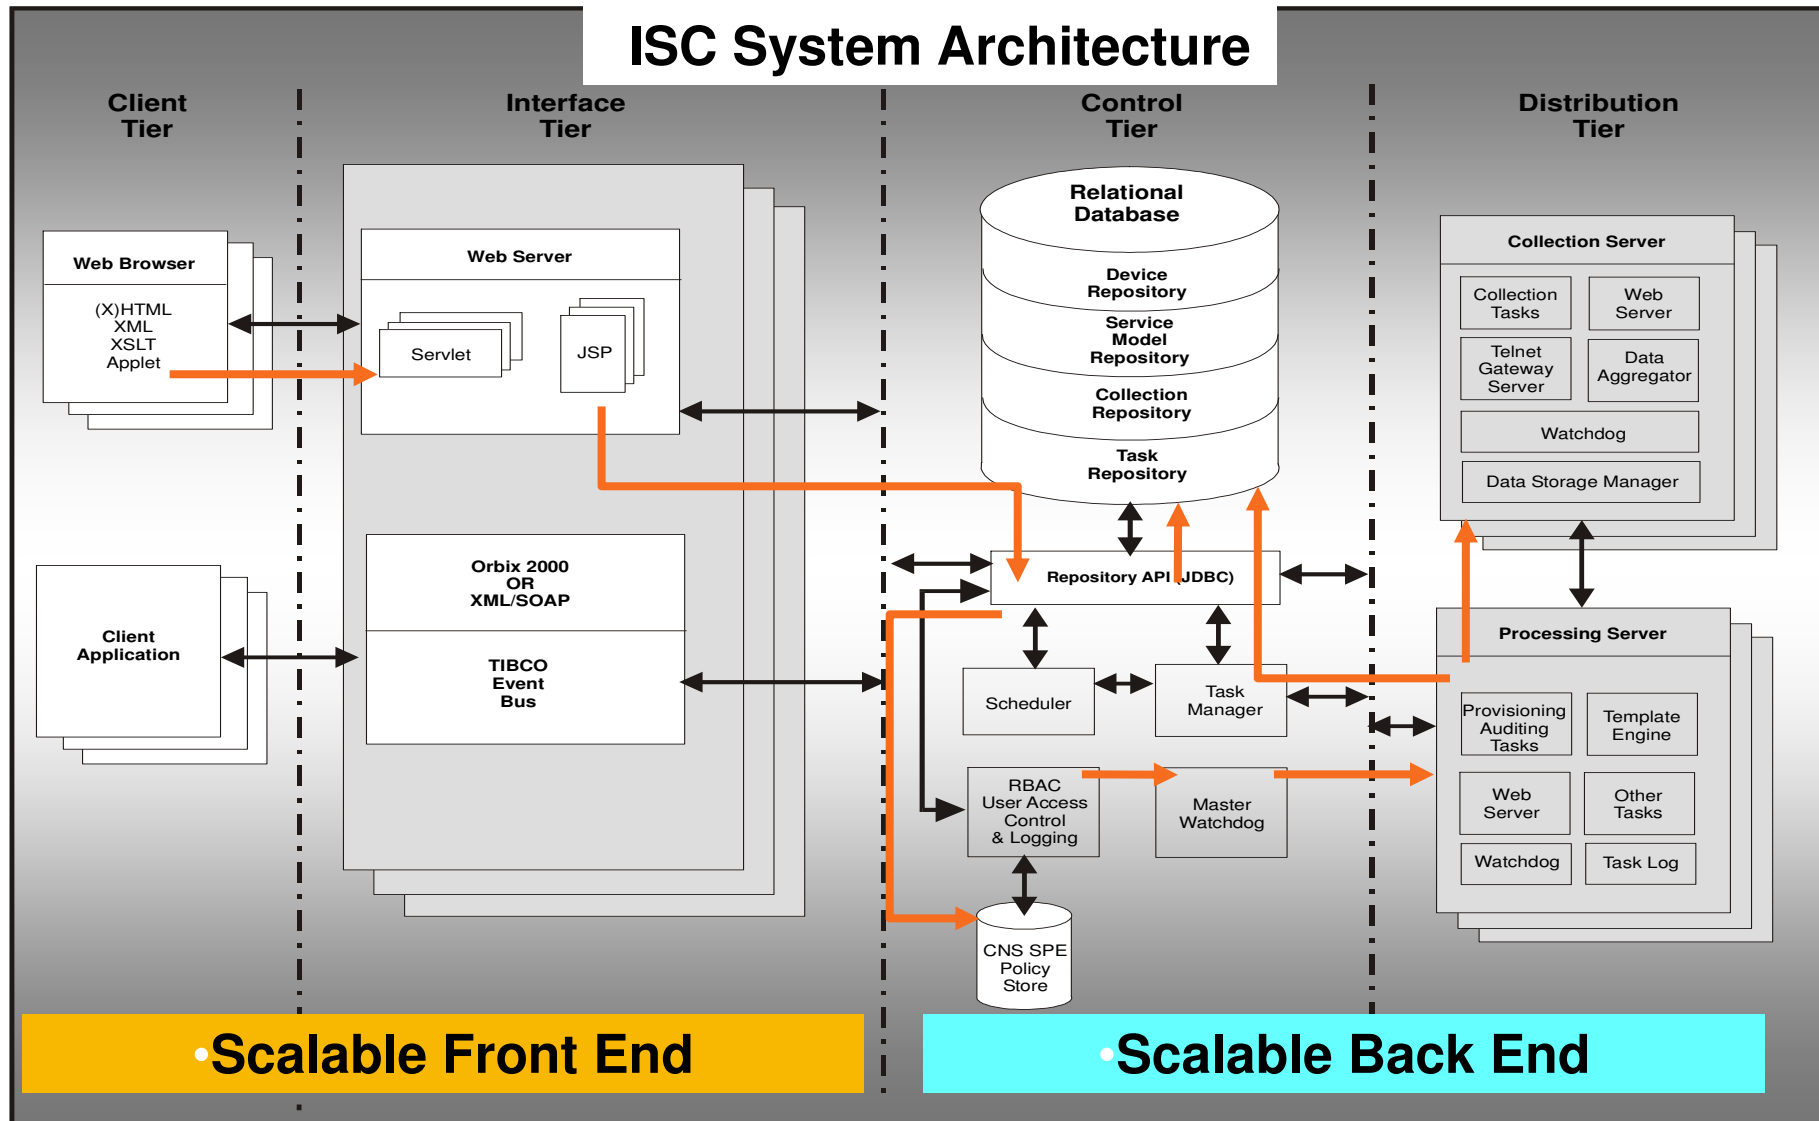 ISC System Architecture
Client
Tier
Interface
Tier
Control
Tier
Distribution
Tier
Web Browser
(X)HTML
XML
XSLT
Applet
Client
Application
Web Server
Servlet
JSP
Orbix 2000
OR
XML/SOAP
TIBCO
Event
Bus
Relational
Database
Device
Repository
Service
Model
Repository
Collection
Repository
Task
Repository
Repository API (JDBC)
Scheduler
Task
Manager
RBAC
User Access
Control
& Logging
Master
Watchdog
CNS SPE
Policy
Store
Collection Server
Collection
Tasks
Web
Server
Telnet
Gateway
Server
Data
Aggregator
Watchdog
Data Storage Manager
Processing Server
Provisioning
Auditing
Tasks
Template
Engine
Web
Server
Other
Tasks
Watchdog
Task Log
•Scalable Front End
•Scalable Back End